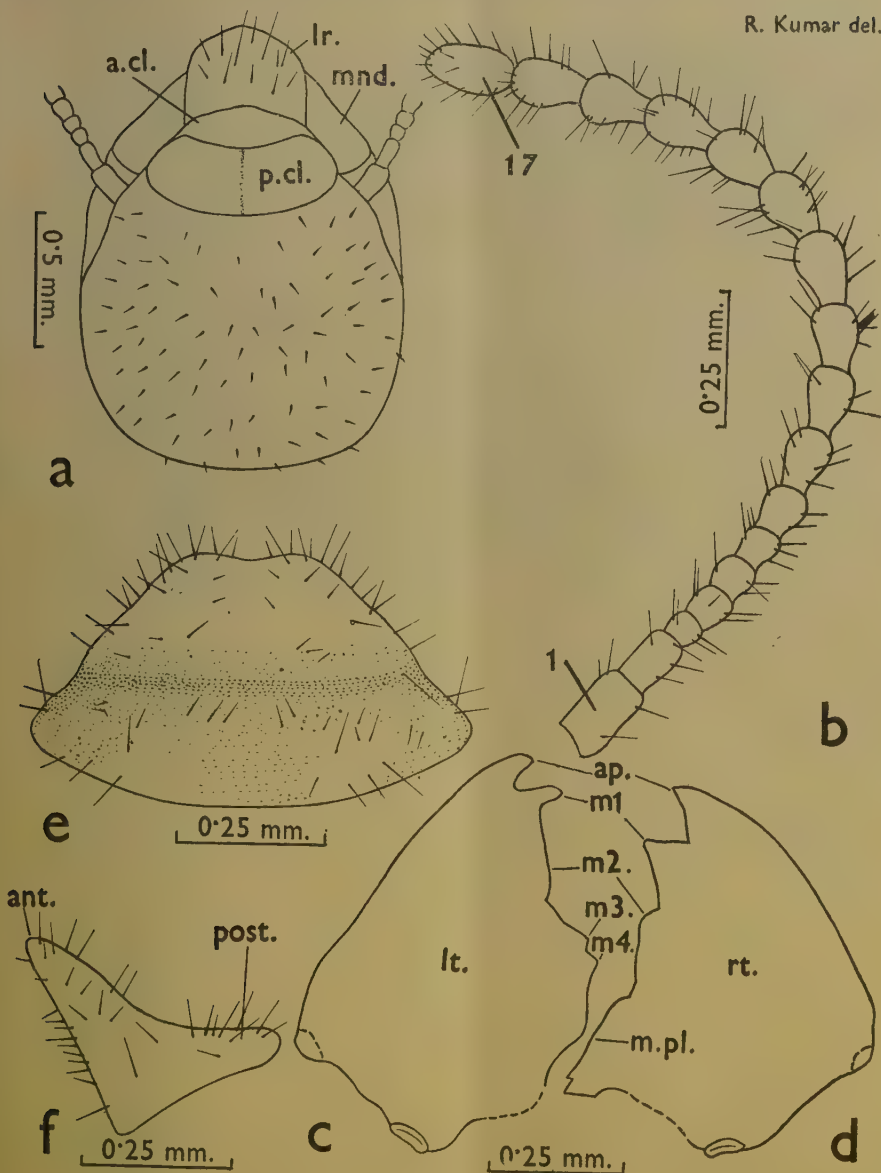 R. Kumar del.
lr.
a.cl.
mnd.
p.cl.
17
0·5 mm.
0·25 mm.
a
1
b
e
0·25 mm.
ap.
m1
m2.
m3.
m4.
ant.
post.
lt.
rt.
m.pl.
f
c
d
0·25 mm.
0·25 mm.